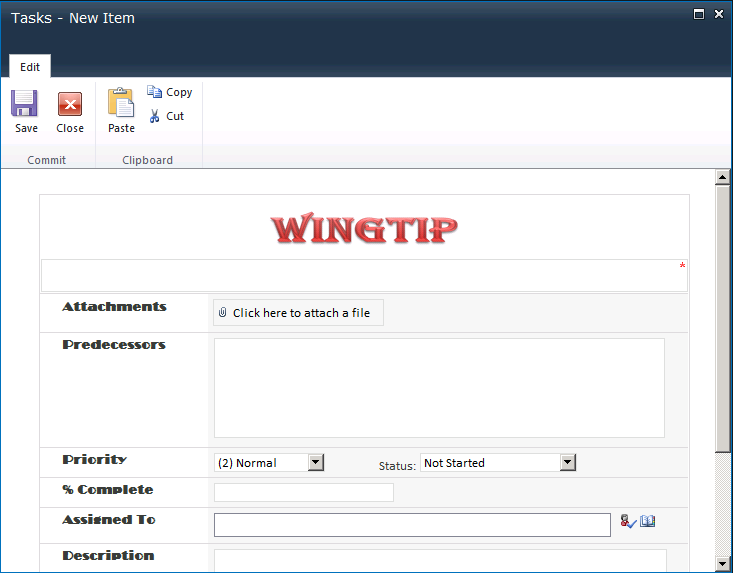 Tasks - New Item
Edit
Save
Close
Paste
Copy
Cut
Commit
Clipboard
WINGTIP
*
Attachments
Click here to attach a file
Predecessors
Priority
(2) Normal
Status:
Not Started
% Complete
Assigned To
Description